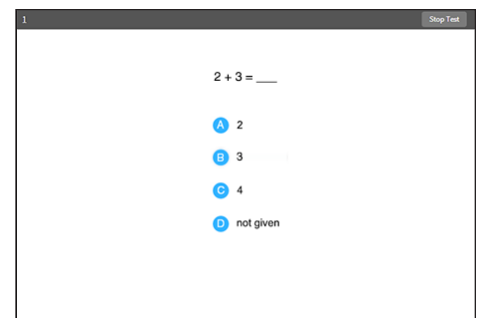 1
Stop Test
2 + 3 = ___
A 2
B 3
C 4
D not given